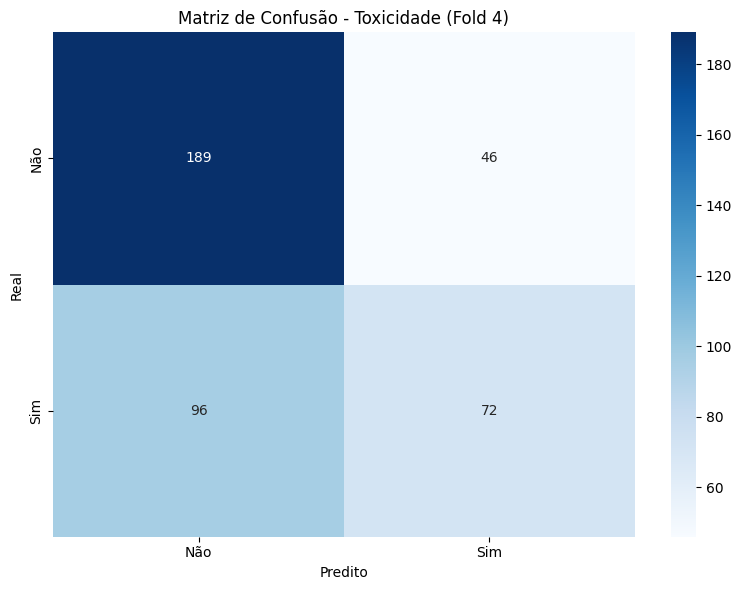 Matriz de Confusão - Toxicidade (Fold 4)
Real
Não
189
46
Sim
96
72
Não
Sim
Predito
180
160
140
120
100
80
60